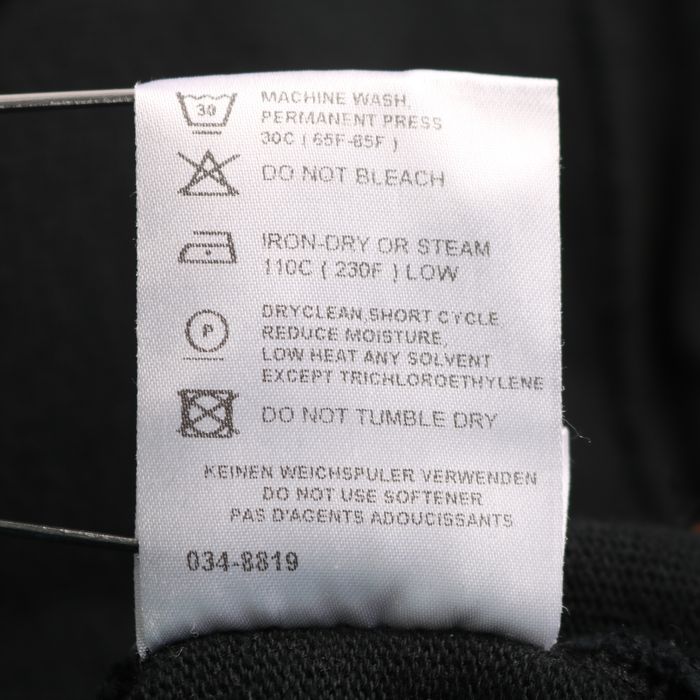 30
MACHINE WASH,
PERMANENT PRESS
30C ( 65F-85F )
DO NOT BLEACH
IRON-DRY OR STEAM
110C ( 230F ) LOW
P
DRYCLEAN,SHORT CYCLE
REDUCE MOISTURE,
LOW HEAT ANY SOLVENT
EXCEPT TRICHLOROETHYLENE
DO NOT TUMBLE DRY
KEINEN WEICHSPULER VERWENDEN
DO NOT USE SOFTENER
PAS D'AGENTS ADOUCISSANTS
034-8819